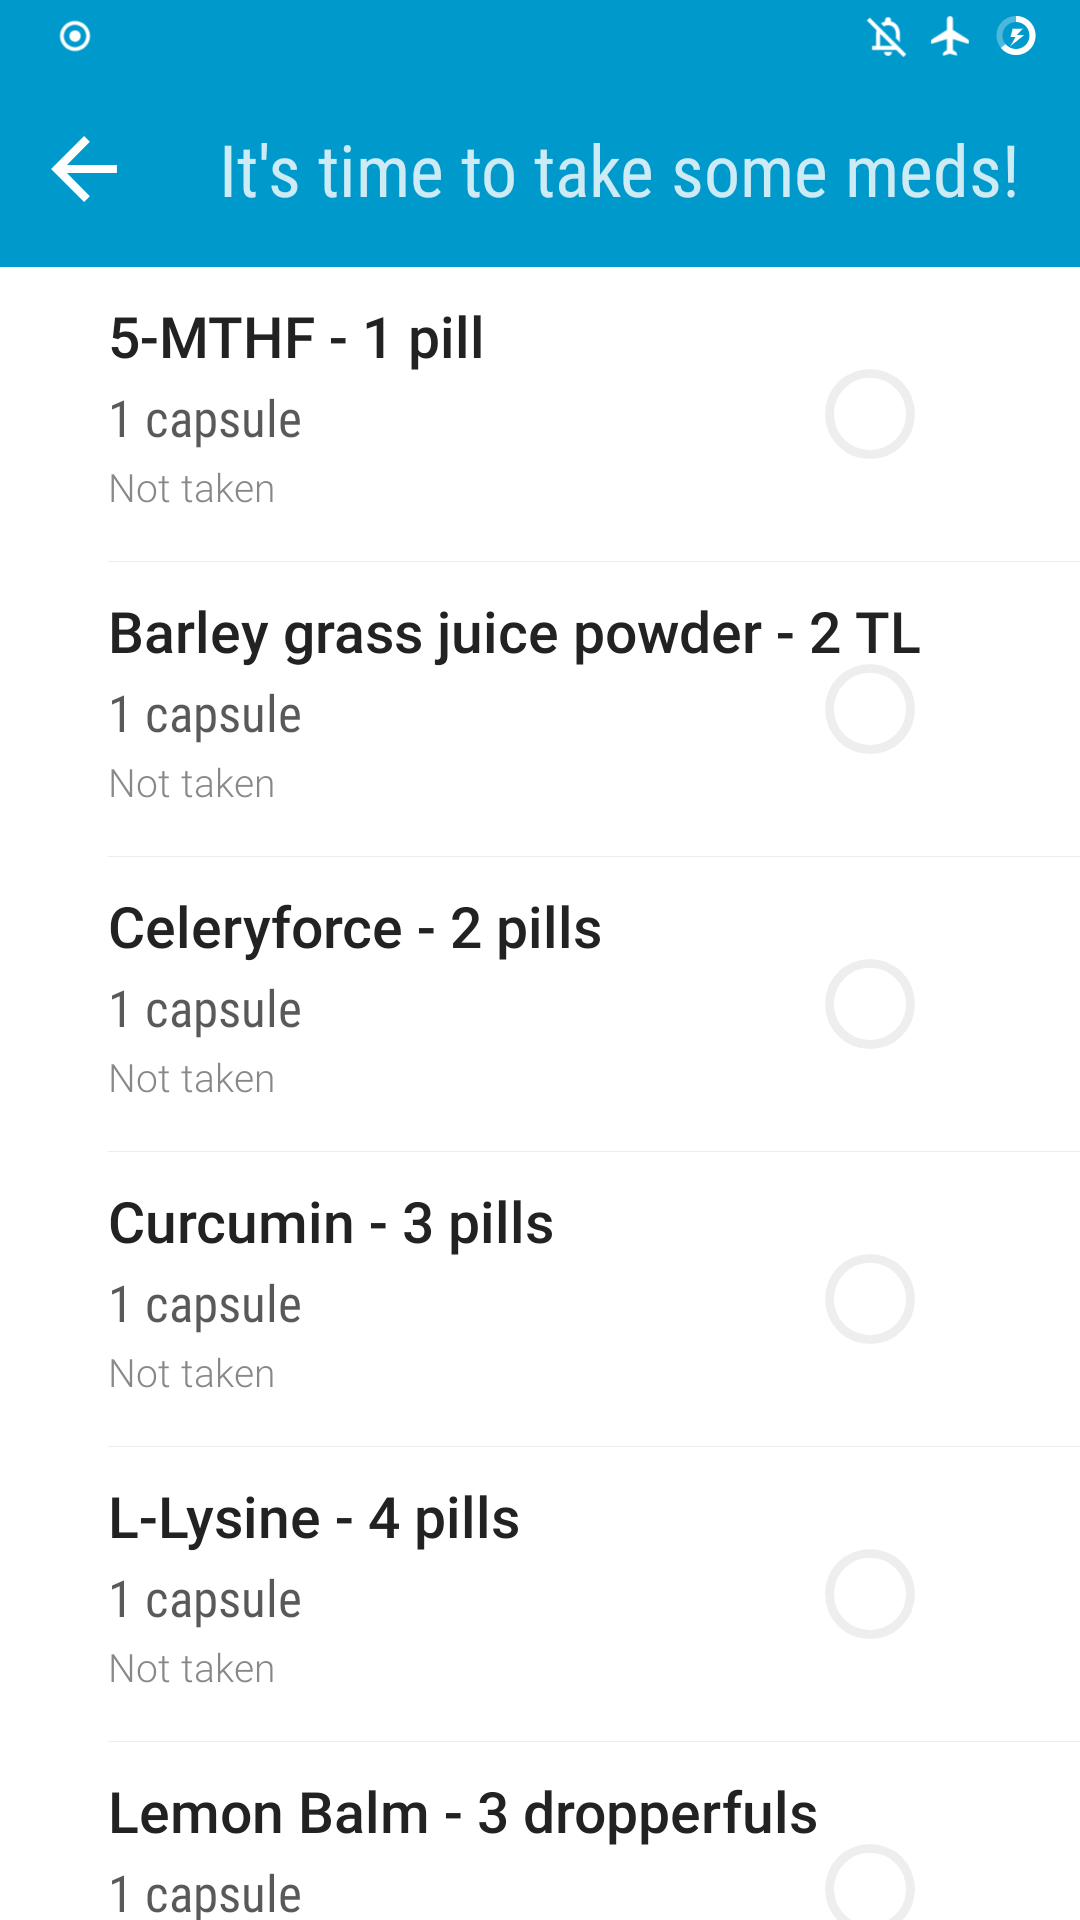 It's time to take some meds!
5-MTHF - 1 pill
1 capsule
Not taken
Barley grass juice powder - 2 TL
1 capsule
Not taken
Celeryforce - 2 pills
1 capsule
Not taken
Curcumin - 3 pills
1 capsule
Not taken
L-Lysine - 4 pills
1 capsule
Not taken
Lemon Balm - 3 dropperfuls
1 capsule